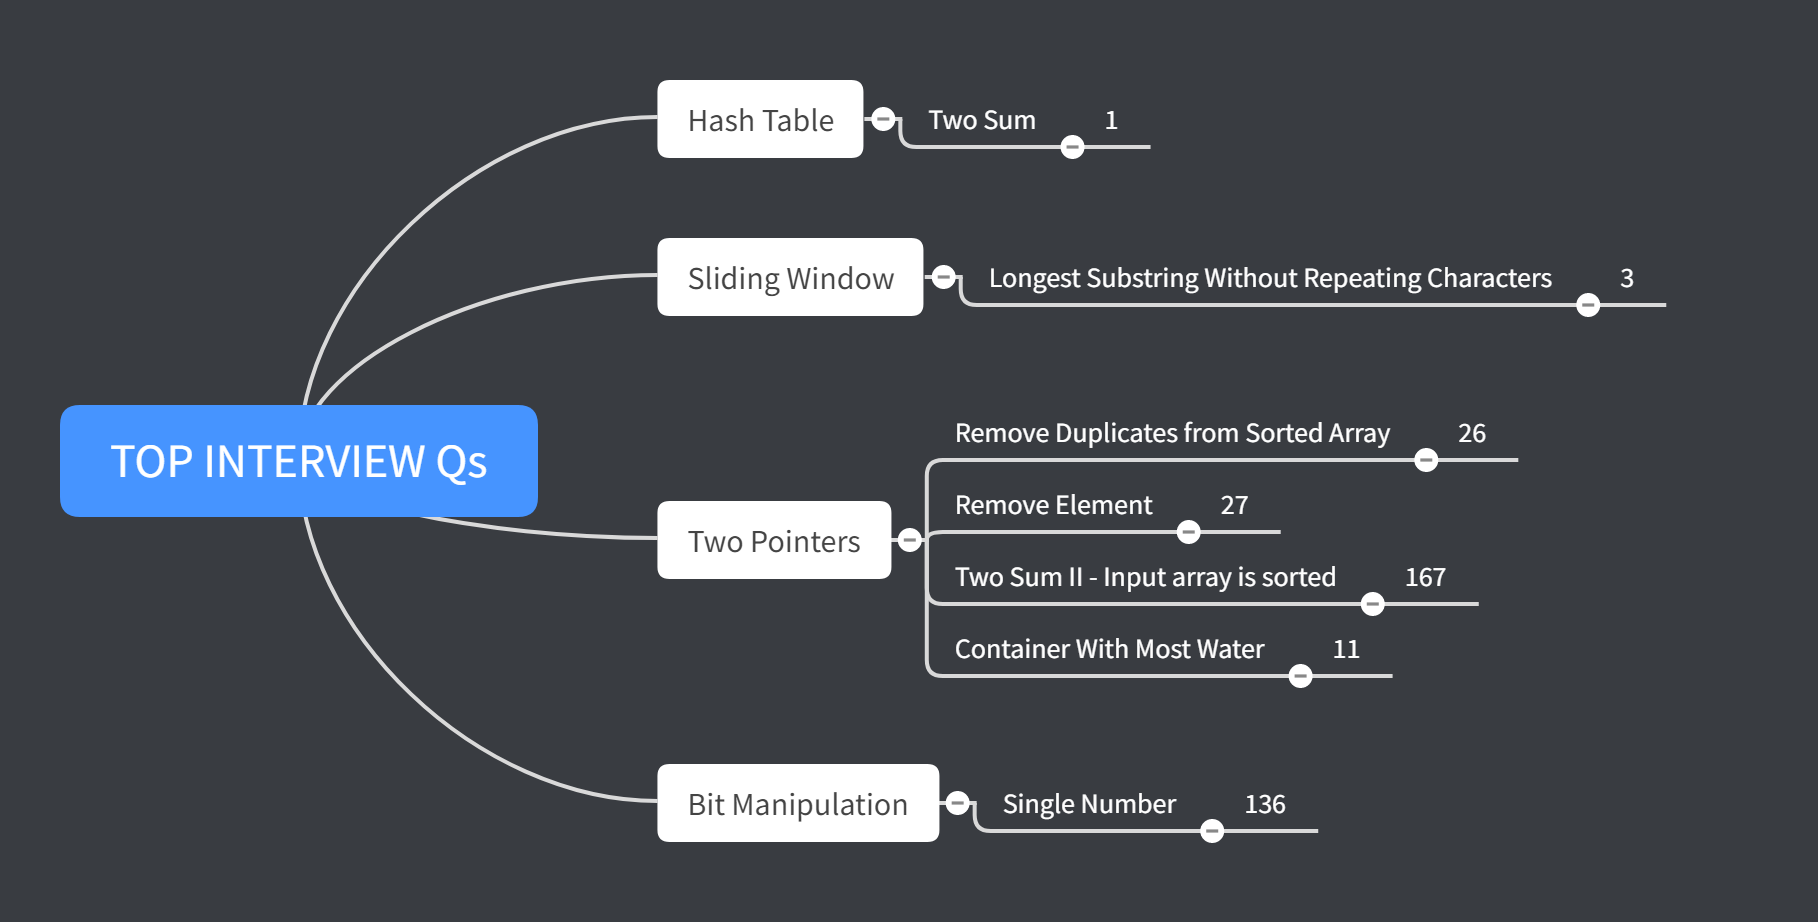 TOP INTERVIEW Qs
Hash Table
Two Sum 1
Sliding Window
Longest Substring Without Repeating Characters 3
Two Pointers
Remove Duplicates from Sorted Array 26
Remove Element 27
Two Sum II - Input array is sorted 167
Container With Most Water 11
Bit Manipulation
Single Number 136